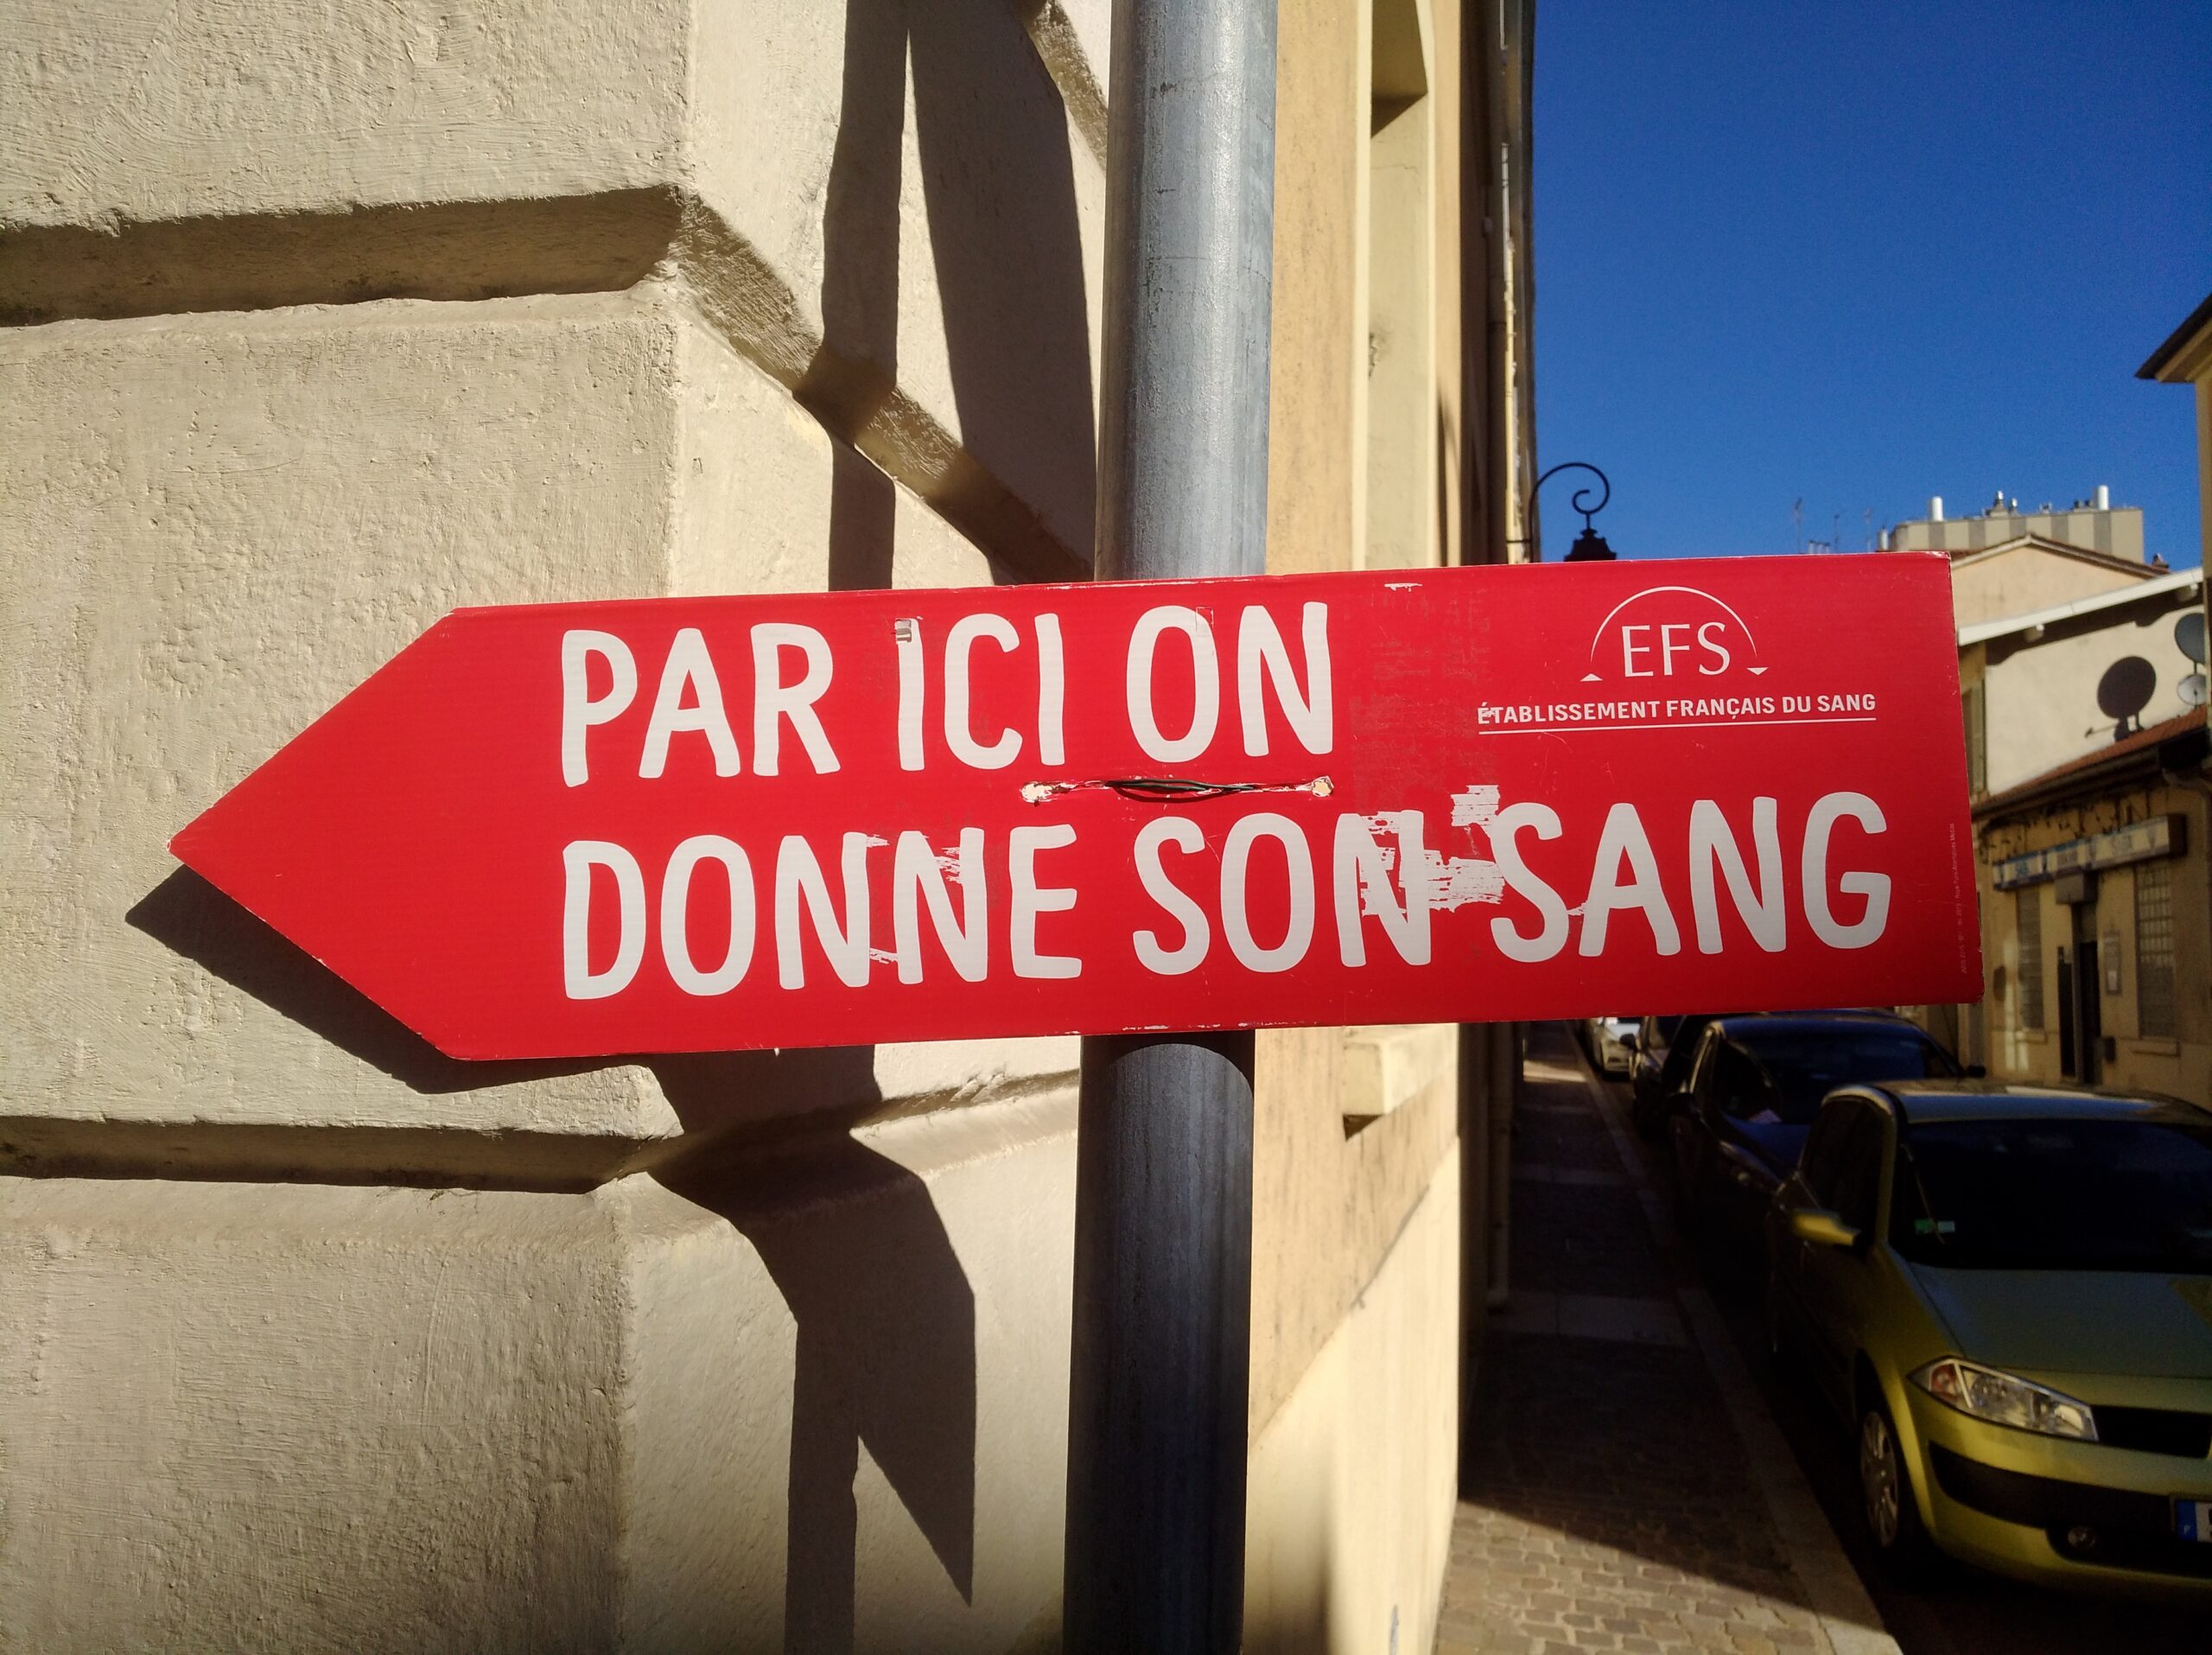 PAR ICI ON
EFS
ÉTABLISSEMENT FRANÇAIS DU SANG
DONNE SON SANG